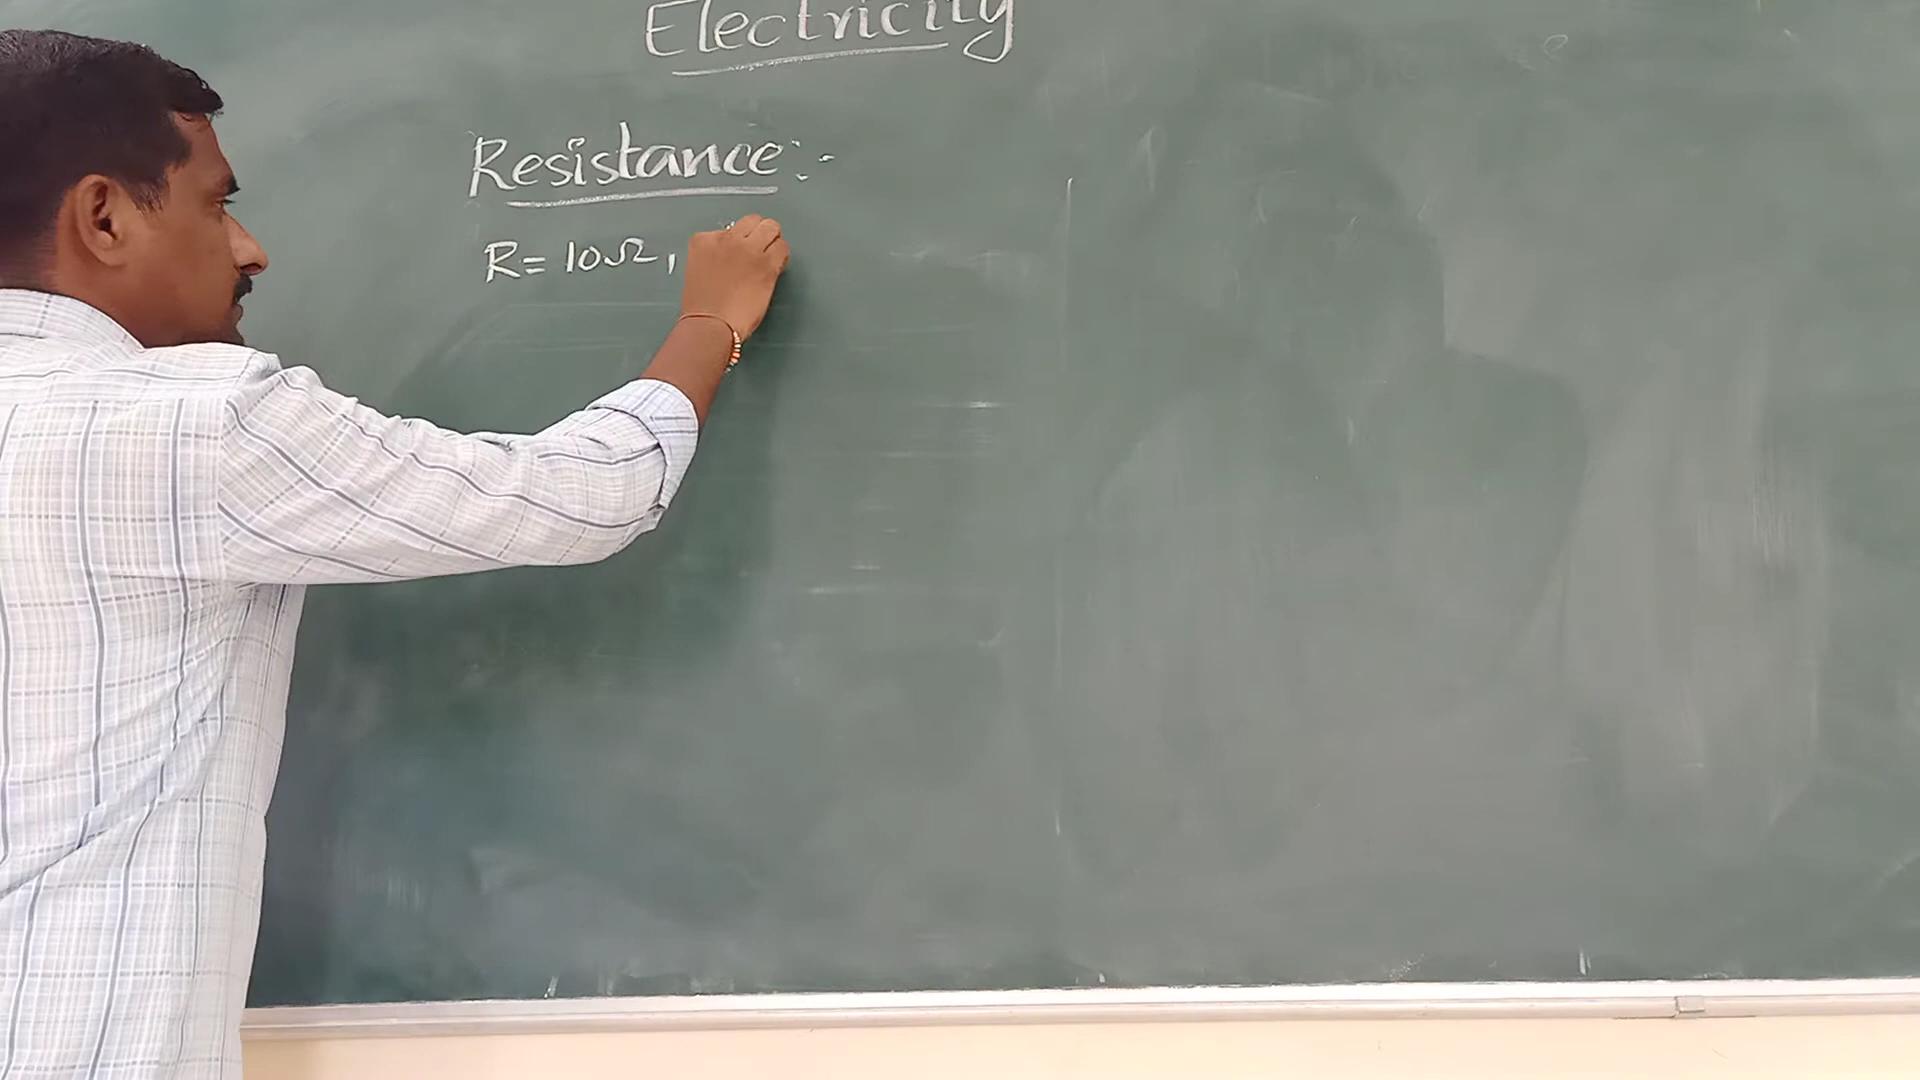 Electricity
Resistance :-
R = 10Ω,